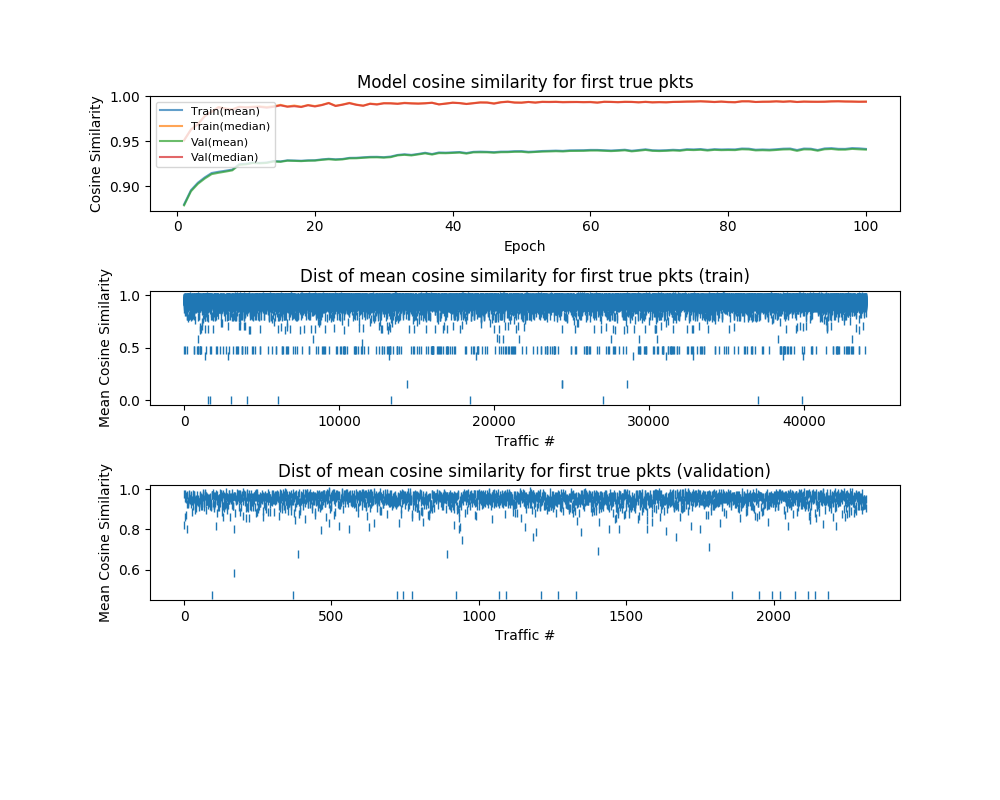 Model cosine similarity for first true pkts
Cosine Similarity
1.00
0.95
0.90
Train(mean)
Train(median)
Val(mean)
Val(median)
0 20 40 60 80 100
Epoch
Dist of mean cosine similarity for first true pkts (train)
Mean Cosine Similarity
1.0
0.5
0.0
0 10000 20000 30000 40000
Traffic #
Dist of mean cosine similarity for first true pkts (validation)
Mean Cosine Similarity
1.0
0.8
0.6
0 500 1000 1500 2000
Traffic #